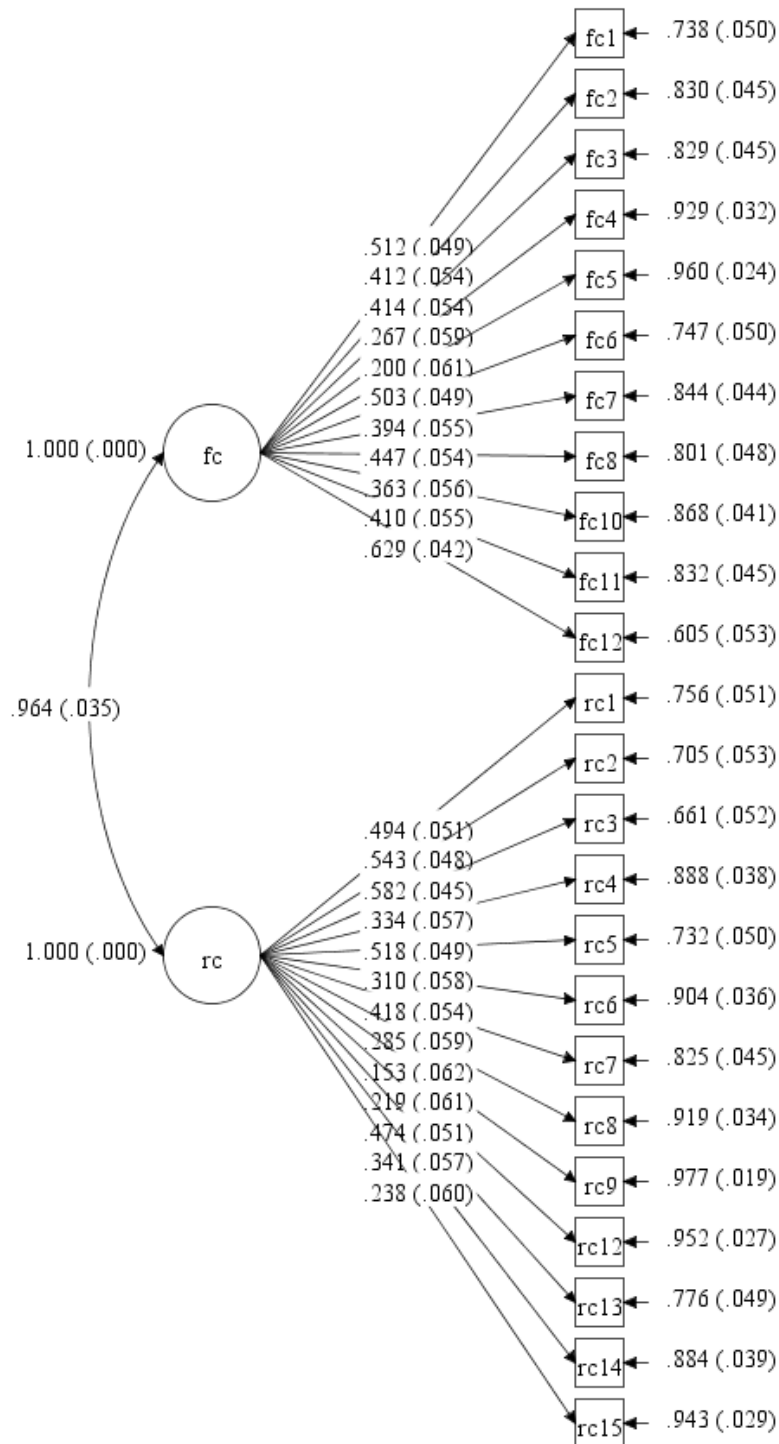 fc1 .738 (.050)
fc2 .830 (.045)
fc3 .829 (.045)
fc4 .929 (.032)
.512 (.049)
.412 (.054)
fc5 .960 (.024)
.414 (.054)
.267 (.059)
fc6 .747 (.050)
.200 (.061)
.503 (.049)
fc7 .844 (.044)
.394 (.055)
1.000 (.000) fc .447 (.054) fc8 .801 (.048)
.363 (.056)
fc10 .868 (.041)
.410 (.055)
.629 (.042)
fc11 .832 (.045)
fc12 .605 (.053)
rc1 .756 (.051)
.964 (.035)
rc2 .705 (.053)
rc3 .661 (.052)
.494 (.051)
.543 (.048)
rc4 .888 (.038)
.582 (.045)
.334 (.057)
rc5 .732 (.050)
.518 (.049)
1.000 (.000) rc
.310 (.058)
rc6 .904 (.036)
.418 (.054)
.285 (.059)
rc7 .825 (.045)
.153 (.062)
.219 (.061)
rc8 .919 (.034)
.474 (.051)
.341 (.057)
rc9 .977 (.019)
.238 (.060)
rc12 .952 (.027)
rc13 .776 (.049)
rc14 .884 (.039)
rc15 .943 (.029)